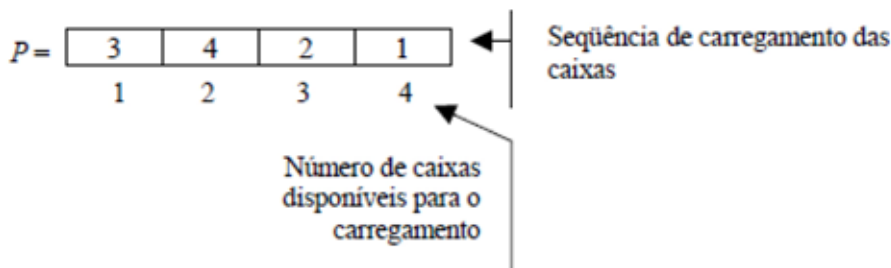 P = 3 4 2 1
1 2 3 4
Seqüência de carregamento das
caixas
Número de caixas
disponíveis para o
carregamento